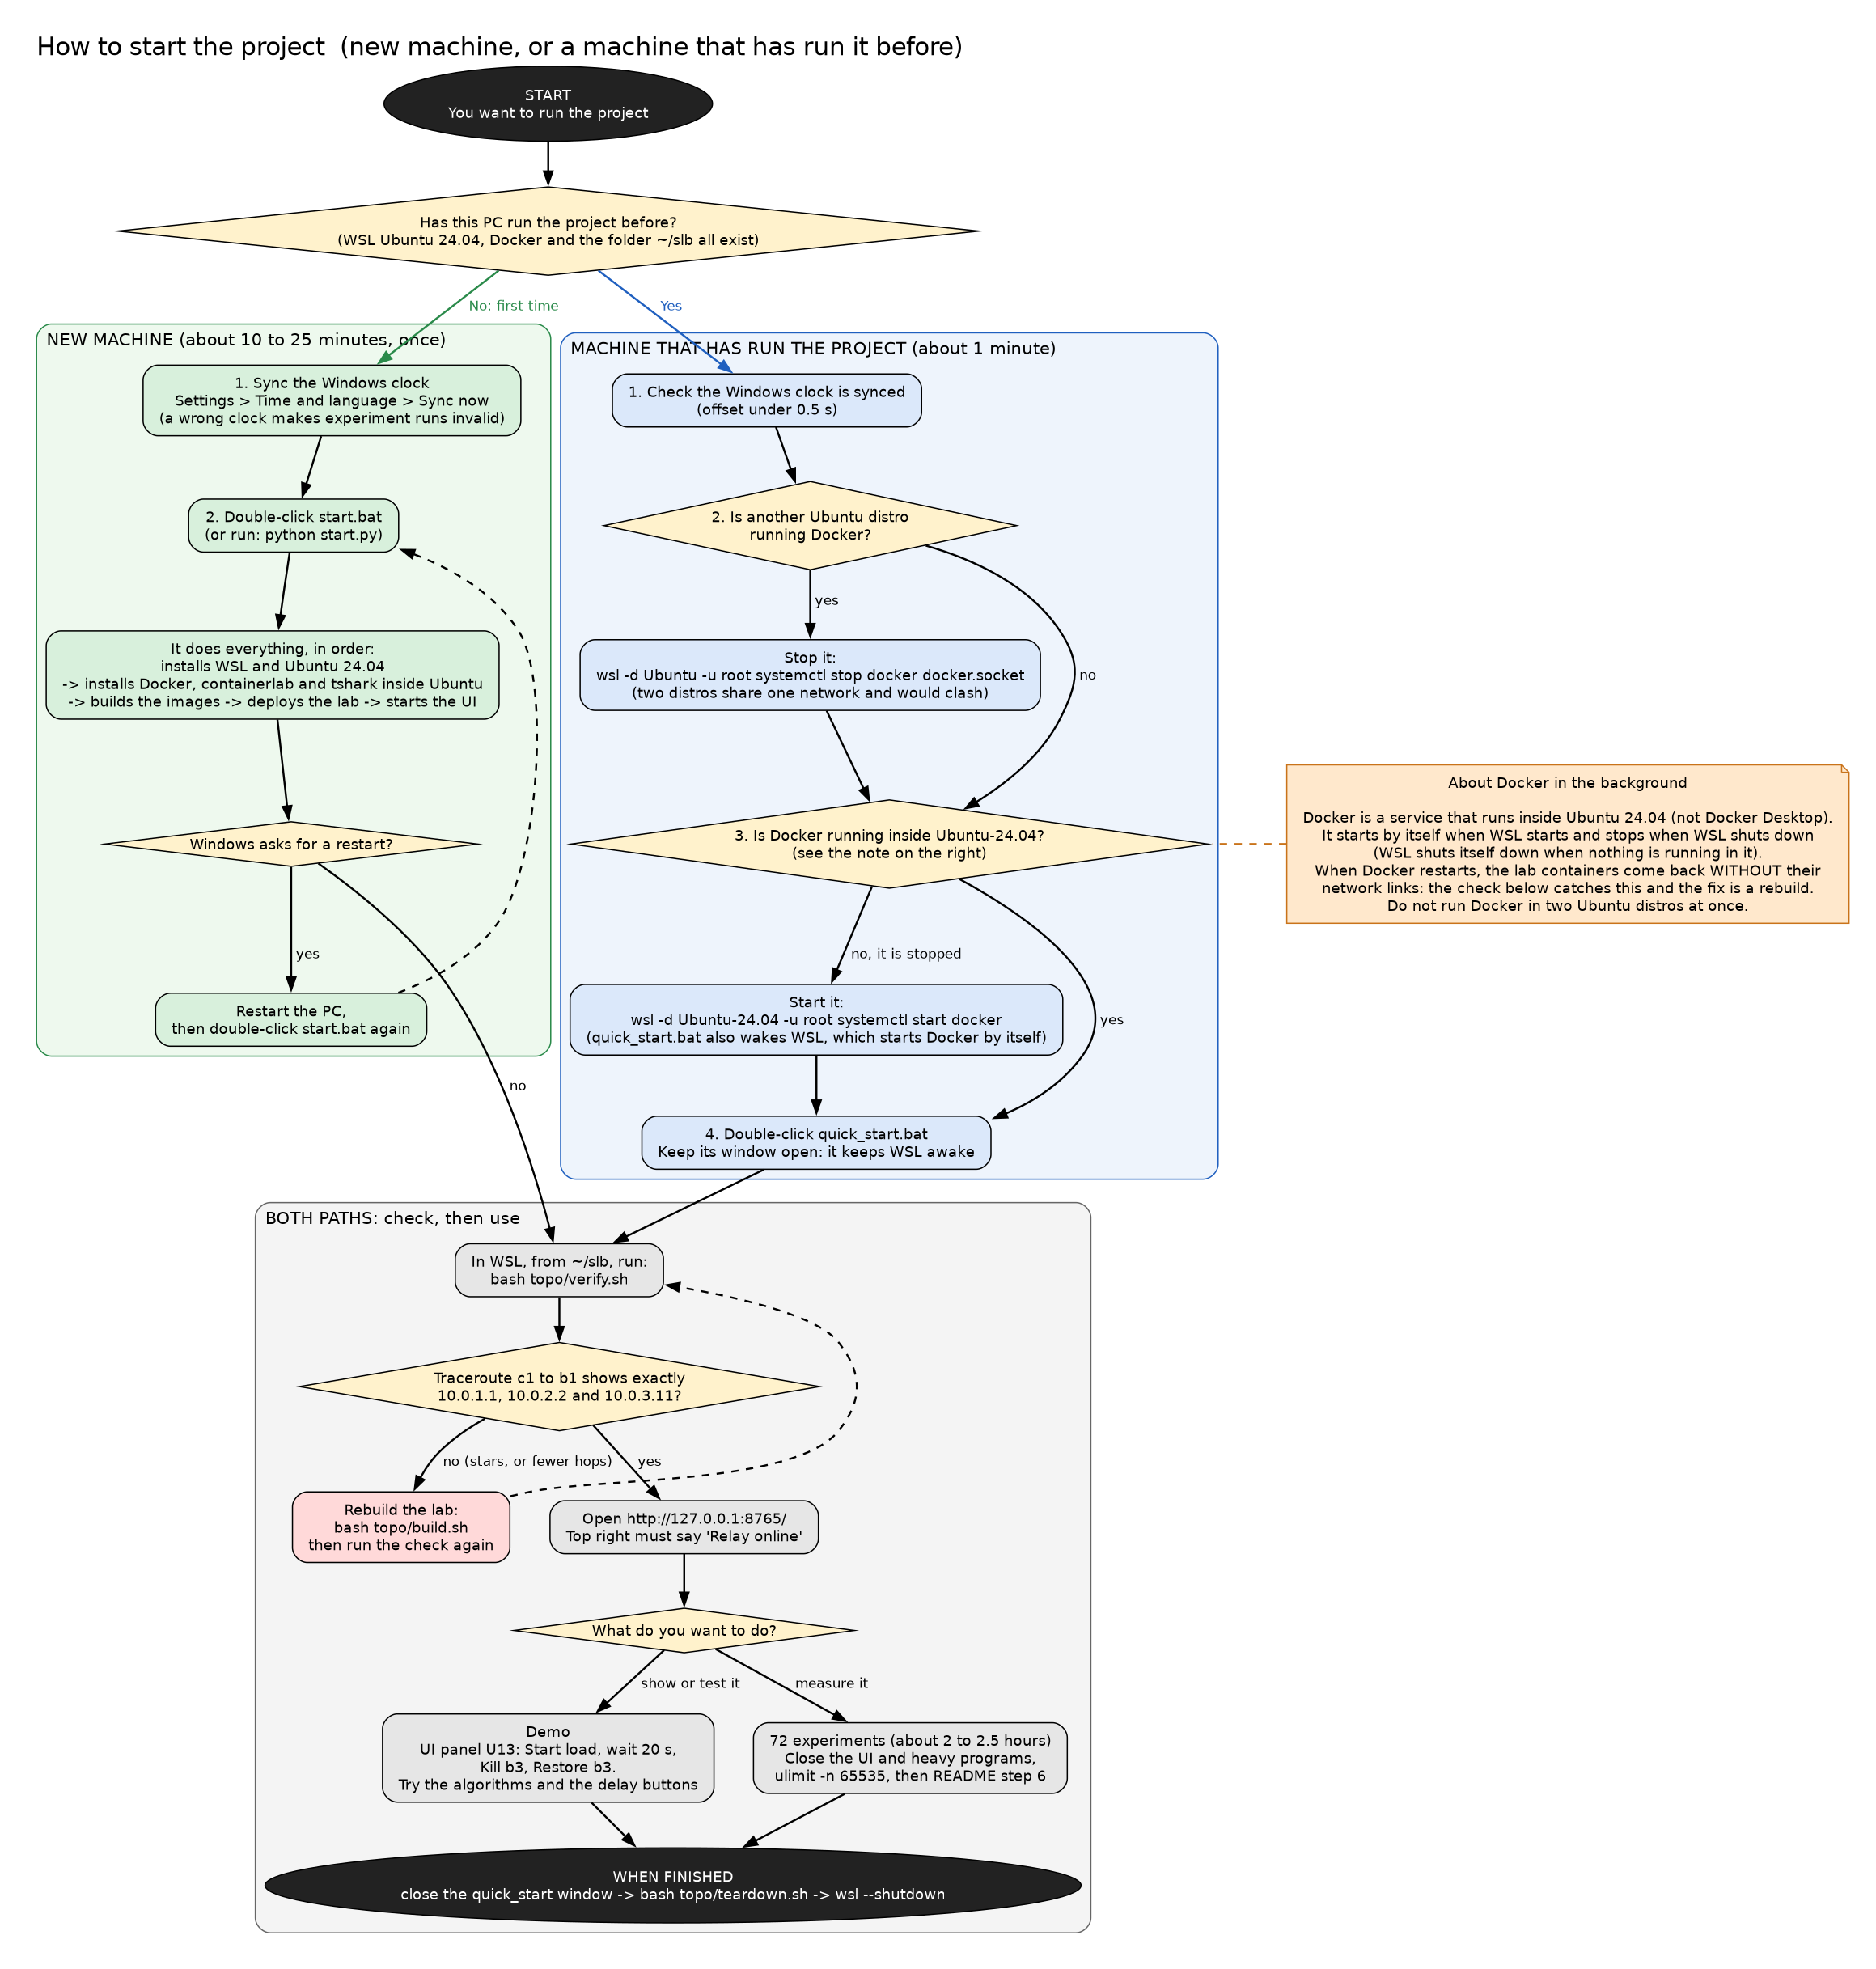 How to start the project  (new machine, or a machine that has run it before)
START
You want to run the project
Has this PC run the project before?
(WSL Ubuntu 24.04, Docker and the folder ~/slb all exist)
No: first time
Yes
NEW MACHINE (about 10 to 25 minutes, once)
1. Sync the Windows clock
Settings > Time and language > Sync now
(a wrong clock makes experiment runs invalid)
2. Double-click start.bat
(or run: python start.py)
It does everything, in order:
installs WSL and Ubuntu 24.04
-> installs Docker, containerlab and tshark inside Ubuntu
-> builds the images -> deploys the lab -> starts the UI
Windows asks for a restart?
yes
no
Restart the PC,
then double-click start.bat again
MACHINE THAT HAS RUN THE PROJECT (about 1 minute)
1. Check the Windows clock is synced
(offset under 0.5 s)
2. Is another Ubuntu distro
running Docker?
yes
no
Stop it:
wsl -d Ubuntu -u root systemctl stop docker docker.socket
(two distros share one network and would clash)
3. Is Docker running inside Ubuntu-24.04?
(see the note on the right)
no, it is stopped
yes
Start it:
wsl -d Ubuntu-24.04 -u root systemctl start docker
(quick_start.bat also wakes WSL, which starts Docker by itself)
4. Double-click quick_start.bat
Keep its window open: it keeps WSL awake
About Docker in the background
Docker is a service that runs inside Ubuntu 24.04 (not Docker Desktop).
It starts by itself when WSL starts and stops when WSL shuts down
(WSL shuts itself down when nothing is running in it).
When Docker restarts, the lab containers come back WITHOUT their
network links: the check below catches this and the fix is a rebuild.
Do not run Docker in two Ubuntu distros at once.
BOTH PATHS: check, then use
In WSL, from ~/slb, run:
bash topo/verify.sh
Traceroute c1 to b1 shows exactly
10.0.1.1, 10.0.2.2 and 10.0.3.11?
no (stars, or fewer hops)
yes
Rebuild the lab:
bash topo/build.sh
then run the check again
Open http://127.0.0.1:8765/
Top right must say 'Relay online'
What do you want to do?
show or test it
measure it
Demo
UI panel U13: Start load, wait 20 s,
Kill b3, Restore b3.
Try the algorithms and the delay buttons
72 experiments (about 2 to 2.5 hours)
Close the UI and heavy programs,
ulimit -n 65535, then README step 6
WHEN FINISHED
close the quick_start window -> bash topo/teardown.sh -> wsl --shutdown